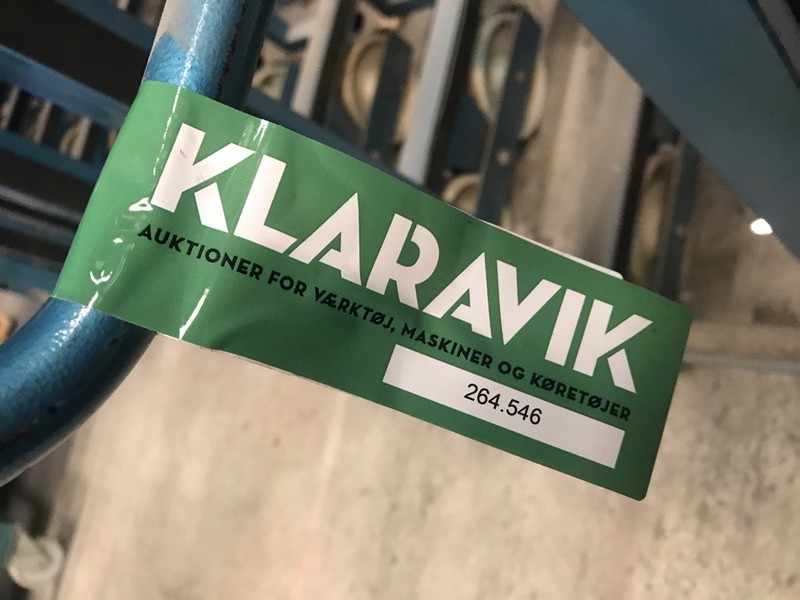 KLARAVIK
AUKTIONER FOR VÆRKTØJ, MASKINER OG KØRETØJER
264.546